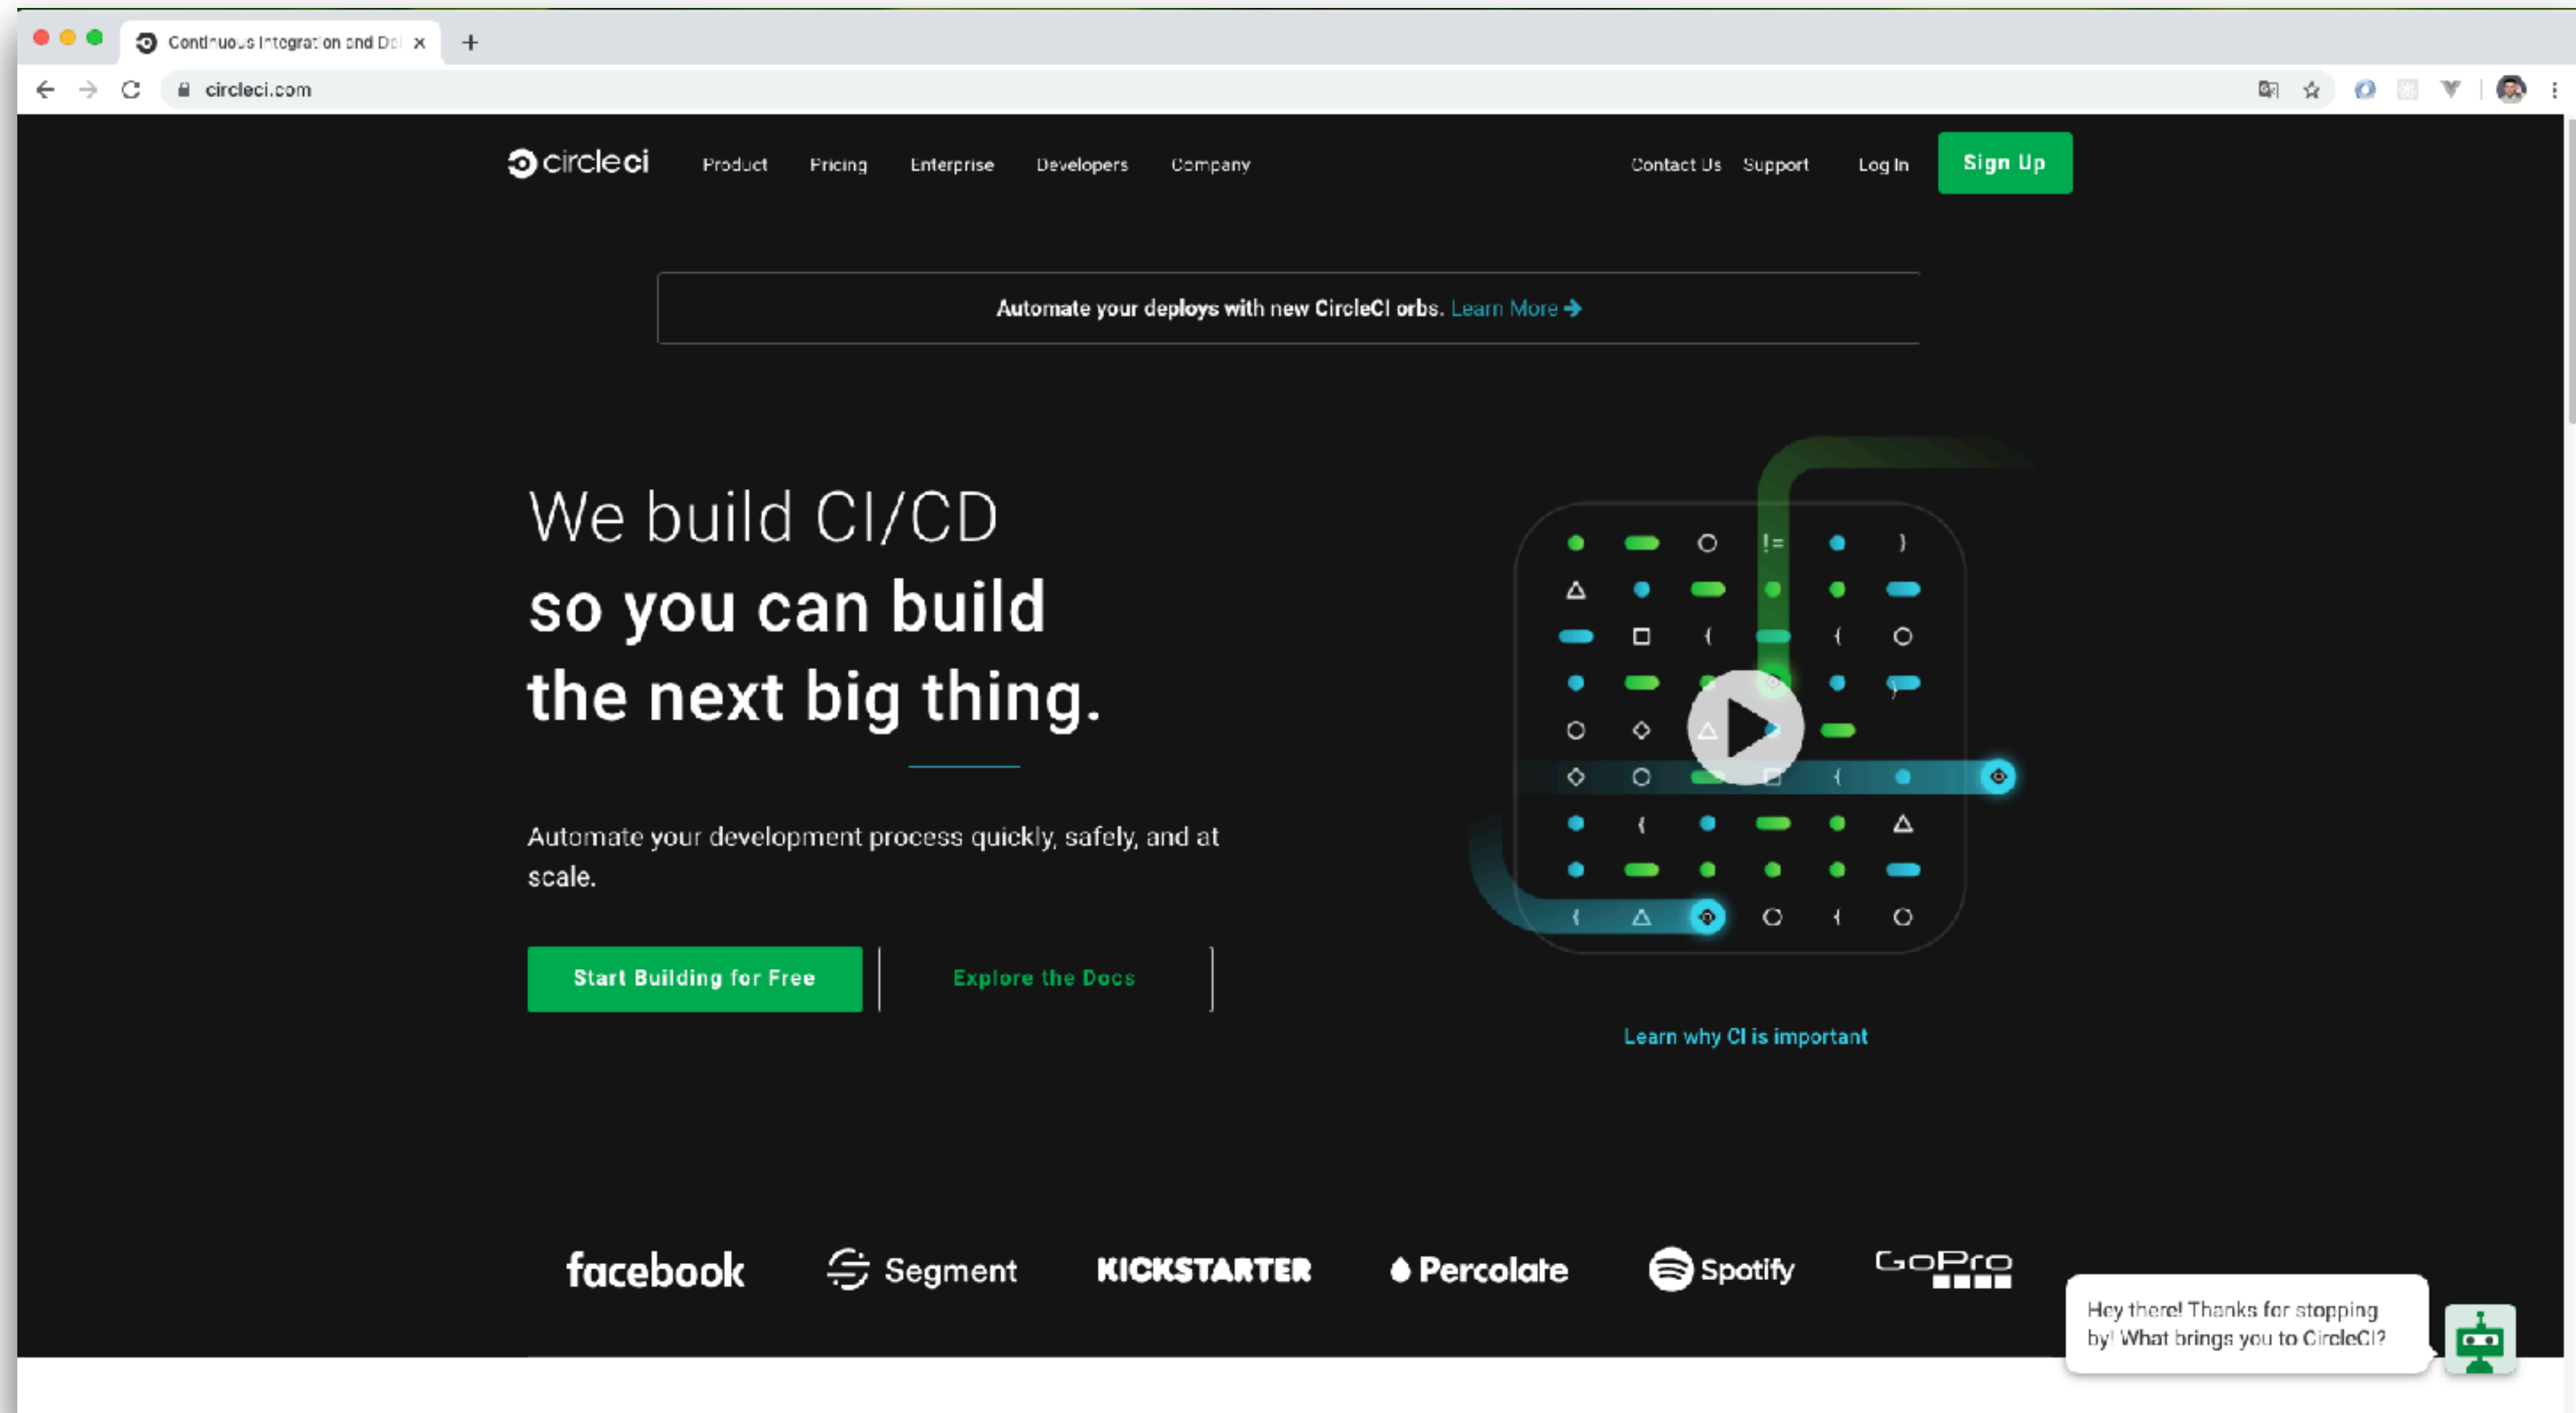 Continuous Integration and Del
circleci.com
circleci Product Pricing Enterprise Developers Company Contact Us Support Log In Sign Up
Automate your deploys with new CircleCI orbs. Learn More →
We build CI/CD
so you can build
the next big thing.
Automate your development process quickly, safely, and at
scale.
Start Building for Free Explore the Docs
Learn why CI is important
facebook Segment KICKSTARTER Percolate Spotify GoPro
Hey there! Thanks for stopping
by! What brings you to CircleCI?